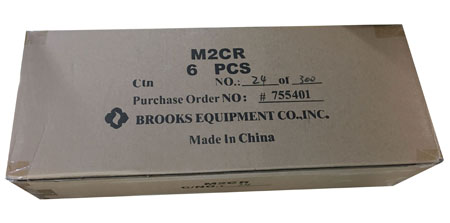 M2CR
6 PCS
Ctn NO.: 24 of 300
Purchase Order NO: # 755401
BROOKS EQUIPMENT CO.,INC.
Made In China
M2CR